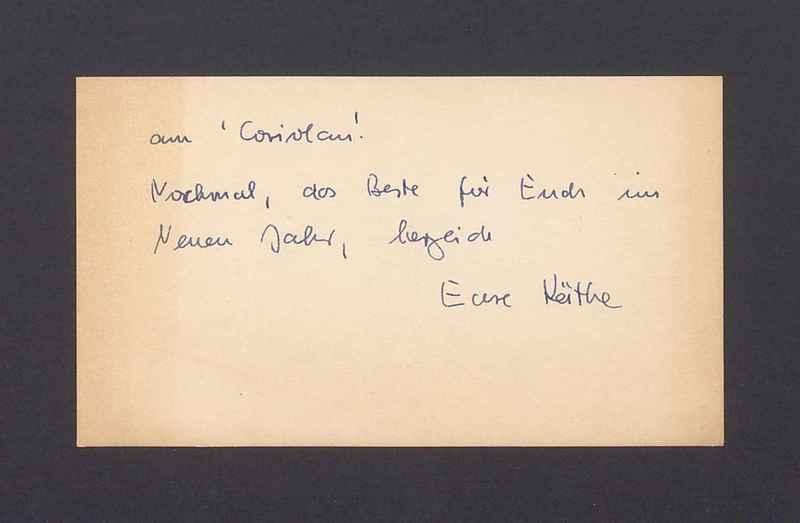 am 'Coriolan'.
Nochmal, das Beste für Euch im
Neuen Jahr, herzlich
Eure Käthe